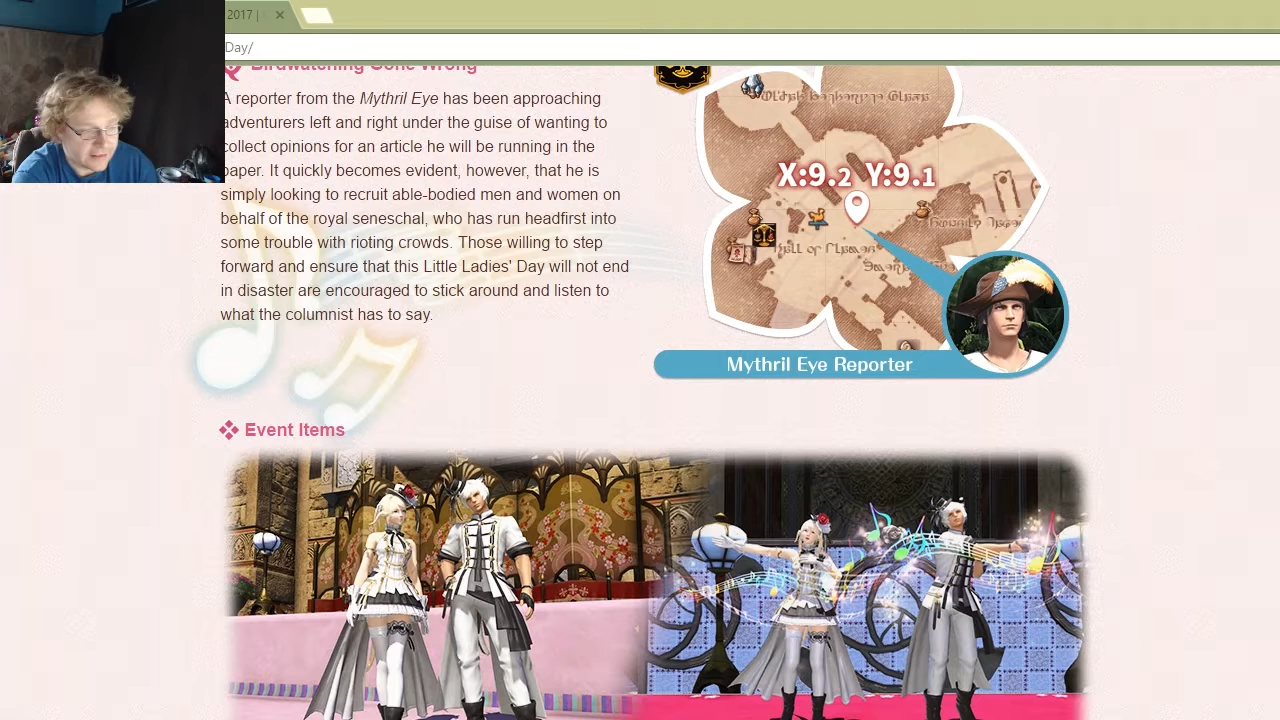 2017 |
Day/
Birdwatching Gone Wrong
A reporter from the Mythril Eye has been approaching
adventurers left and right under the guise of wanting to
collect opinions for an article he will be running in the
paper. It quickly becomes evident, however, that he is
simply looking to recruit able-bodied men and women on
behalf of the royal seneschal, who has run headfirst into
some trouble with rioting crowds. Those willing to step
forward and ensure that this Little Ladies' Day will not end
in disaster are encouraged to stick around and listen to
what the columnist has to say.
X:9.2 Y:9.1
Mythril Eye Reporter
Event Items